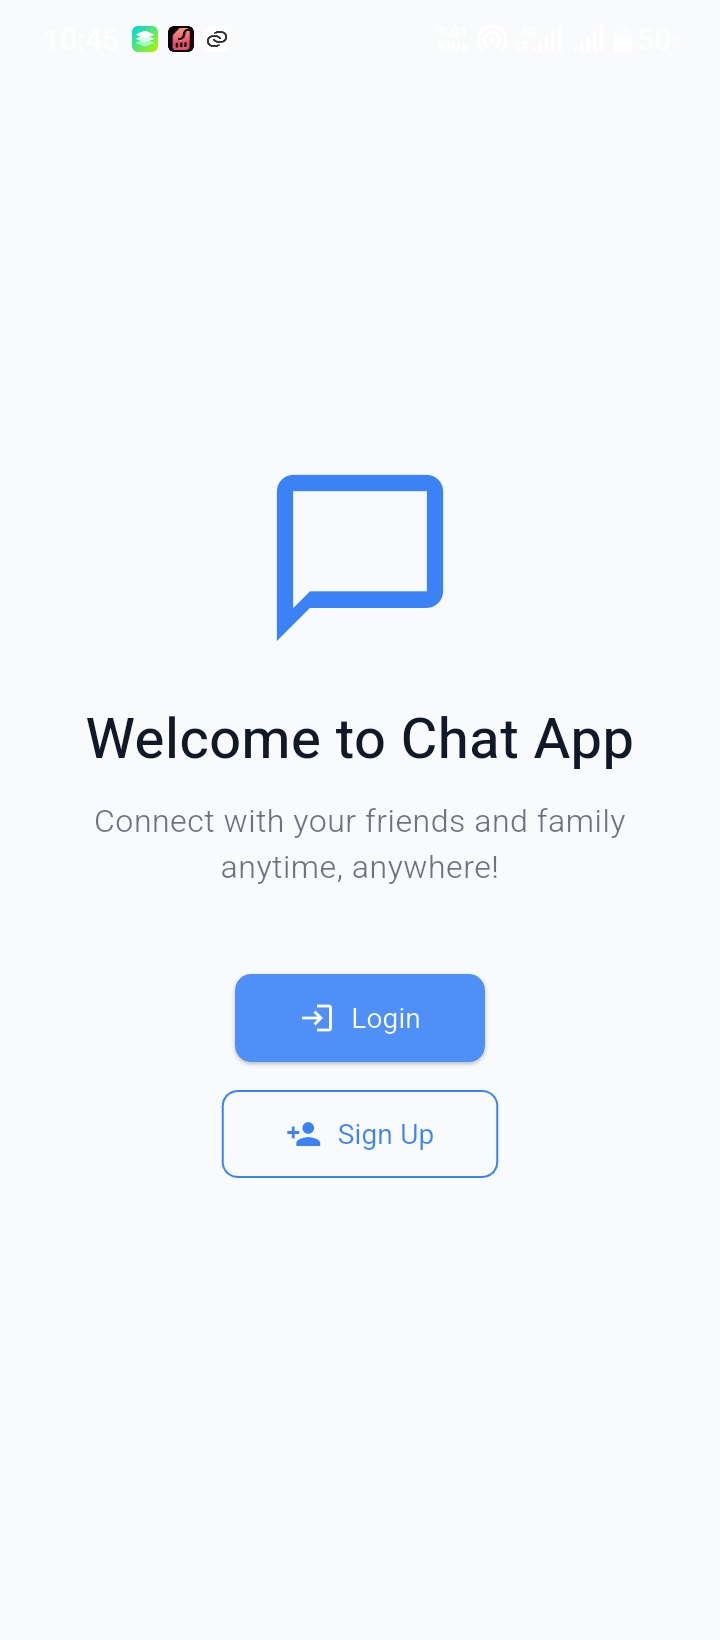 10:45
50
Welcome to Chat App
Connect with your friends and family
anytime, anywhere!
Login
Sign Up